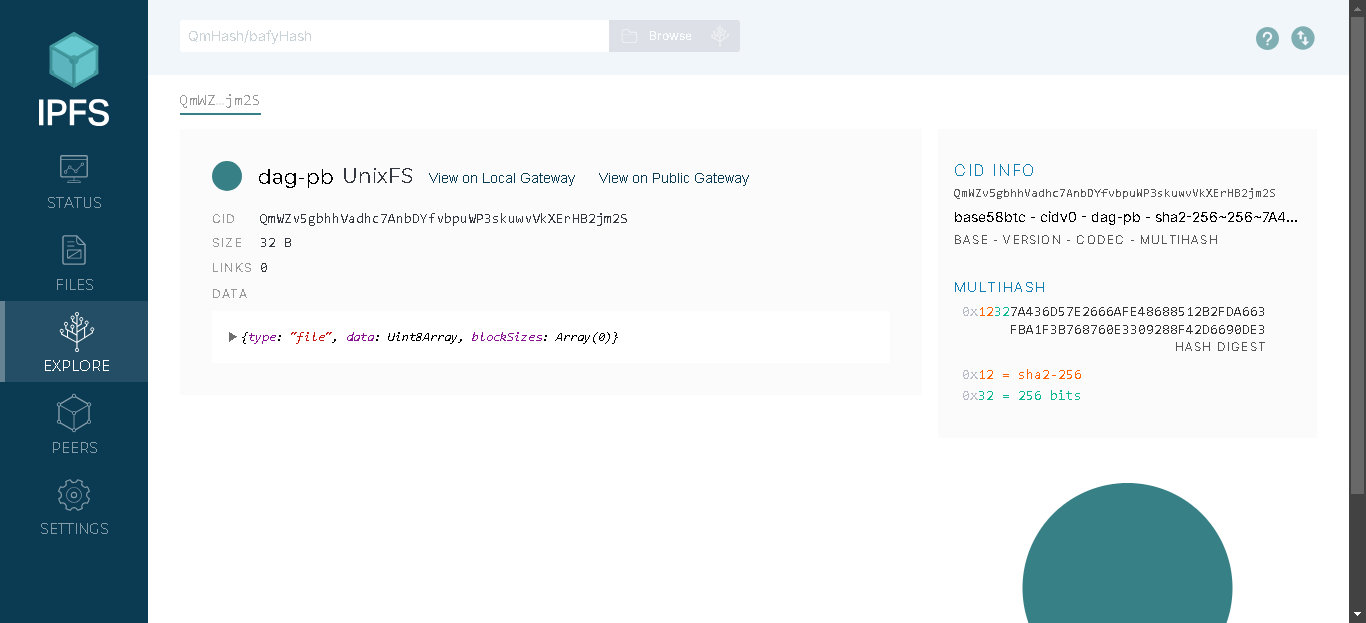 IPFS
STATUS
FILES
EXPLORE
PEERS
SETTINGS
QmHash/bafyHash
Browse
QmWZ…jm2S
dag-pb UnixFS View on Local Gateway View on Public Gateway
CID QmWZv5gbhhVadhc7AnbDYfvbpuWP3skuwvVkXErHB2jm2S
SIZE 32 B
LINKS 0
DATA
{type: "file", data: Uint8Array, blockSizes: Array(0)}
CID INFO
QmWZv5gbhhVadhc7AnbDYfvbpuWP3skuwvVkXErHB2jm2S
base58btc - cidv0 - dag-pb - sha2-256~256~7A4...
BASE - VERSION - CODEC - MULTIHASH
MULTIHASH
0x12327A436D57E2666AFE48688512B2FDA663
FBA1F3B768760E3309288F42D6690DE3
HASH DIGEST
0x12 = sha2-256
0x32 = 256 bits